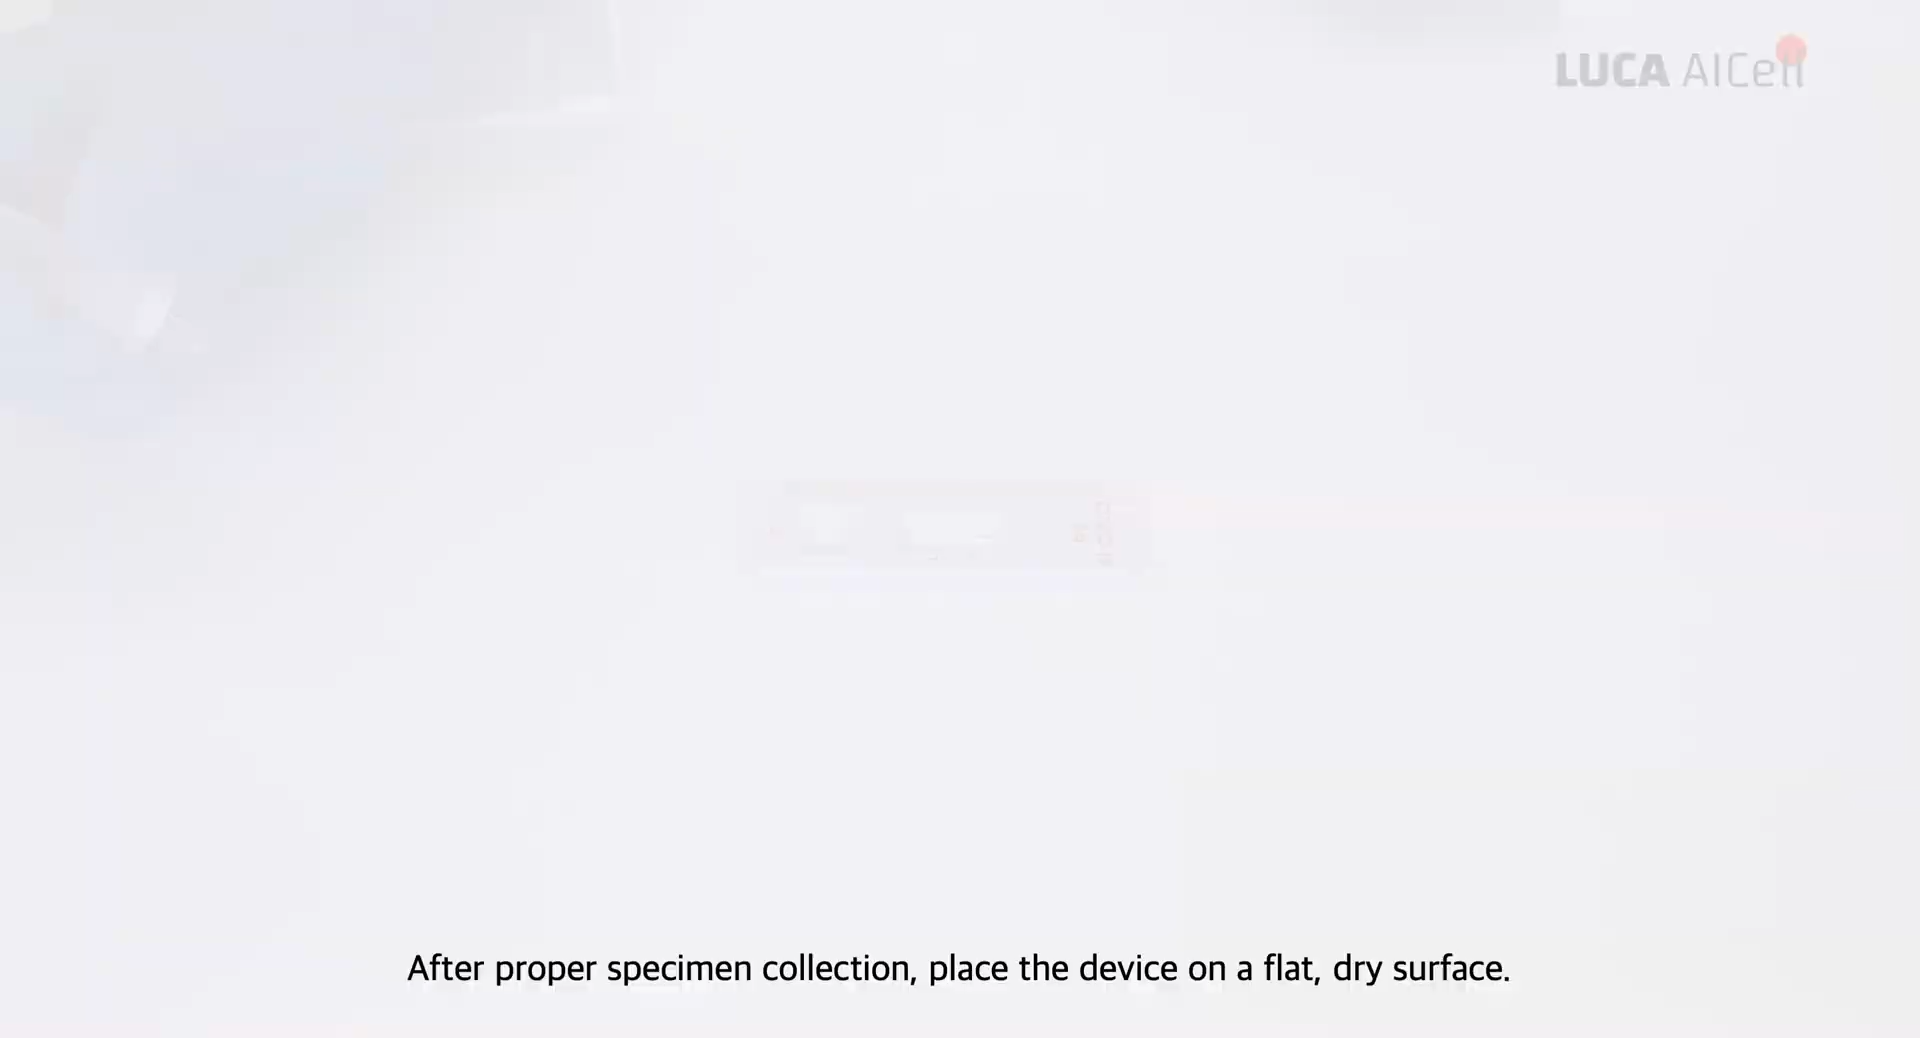 LUCA AICell
After proper specimen collection, place the device on a flat, dry surface.